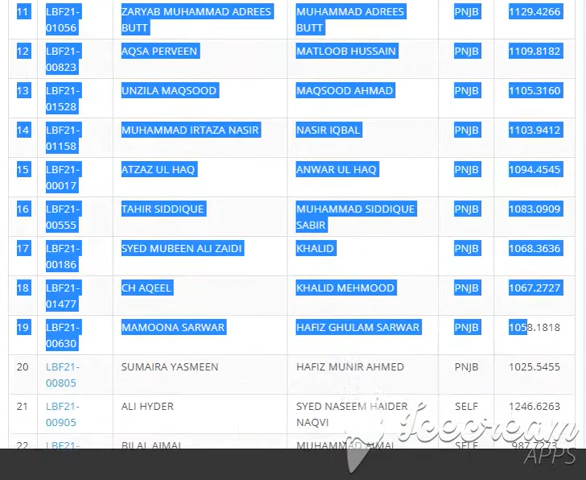 11 LBF21- ZARYAB MUHAMMAD ADREES MUHAMMAD ADREES PNJB 1129.4266
01056 BUTT BUTT
12 LBF21- AQSA PERVEEN MATLOOB HUSSAIN PNJB 1109.8182
00823
13 LBF21- UNZILA MAQSOOD MAQSOOD AHMAD PNJB 1105.3160
01528
14 LBF21- MUHAMMAD IRTAZA NASIR NASIR IQBAL PNJB 1103.9412
01158
15 LBF21- ATZAZ UL HAQ ANWAR UL HAQ PNJB 1094.4545
00017
16 LBF21- TAHIR SIDDIQUE MUHAMMAD SIDDIQUE PNJB 1083.0909
00555 SABIR
17 LBF21- SYED MUBEEN ALI ZAIDI KHALID PNJB 1068.3636
00186
18 LBF21- CH AQEEL KHALID MEHMOOD PNJB 1067.2727
01477
19 LBF21- MAMOONA SARWAR HAFIZ GHULAM SARWAR PNJB 1058.1818
00630
20 LBF21- SUMAIRA YASMEEN HAFIZ MUNIR AHMED PNJB 1025.5455
00805
21 LBF21- ALI HYDER SYED NASEEM HAIDER SELF 1246.6263
00905 NAQVI
22 LBF21- BILAL AJMAL MUHAMMAD AJMAL SELF 987.7273
Icecream
APPS